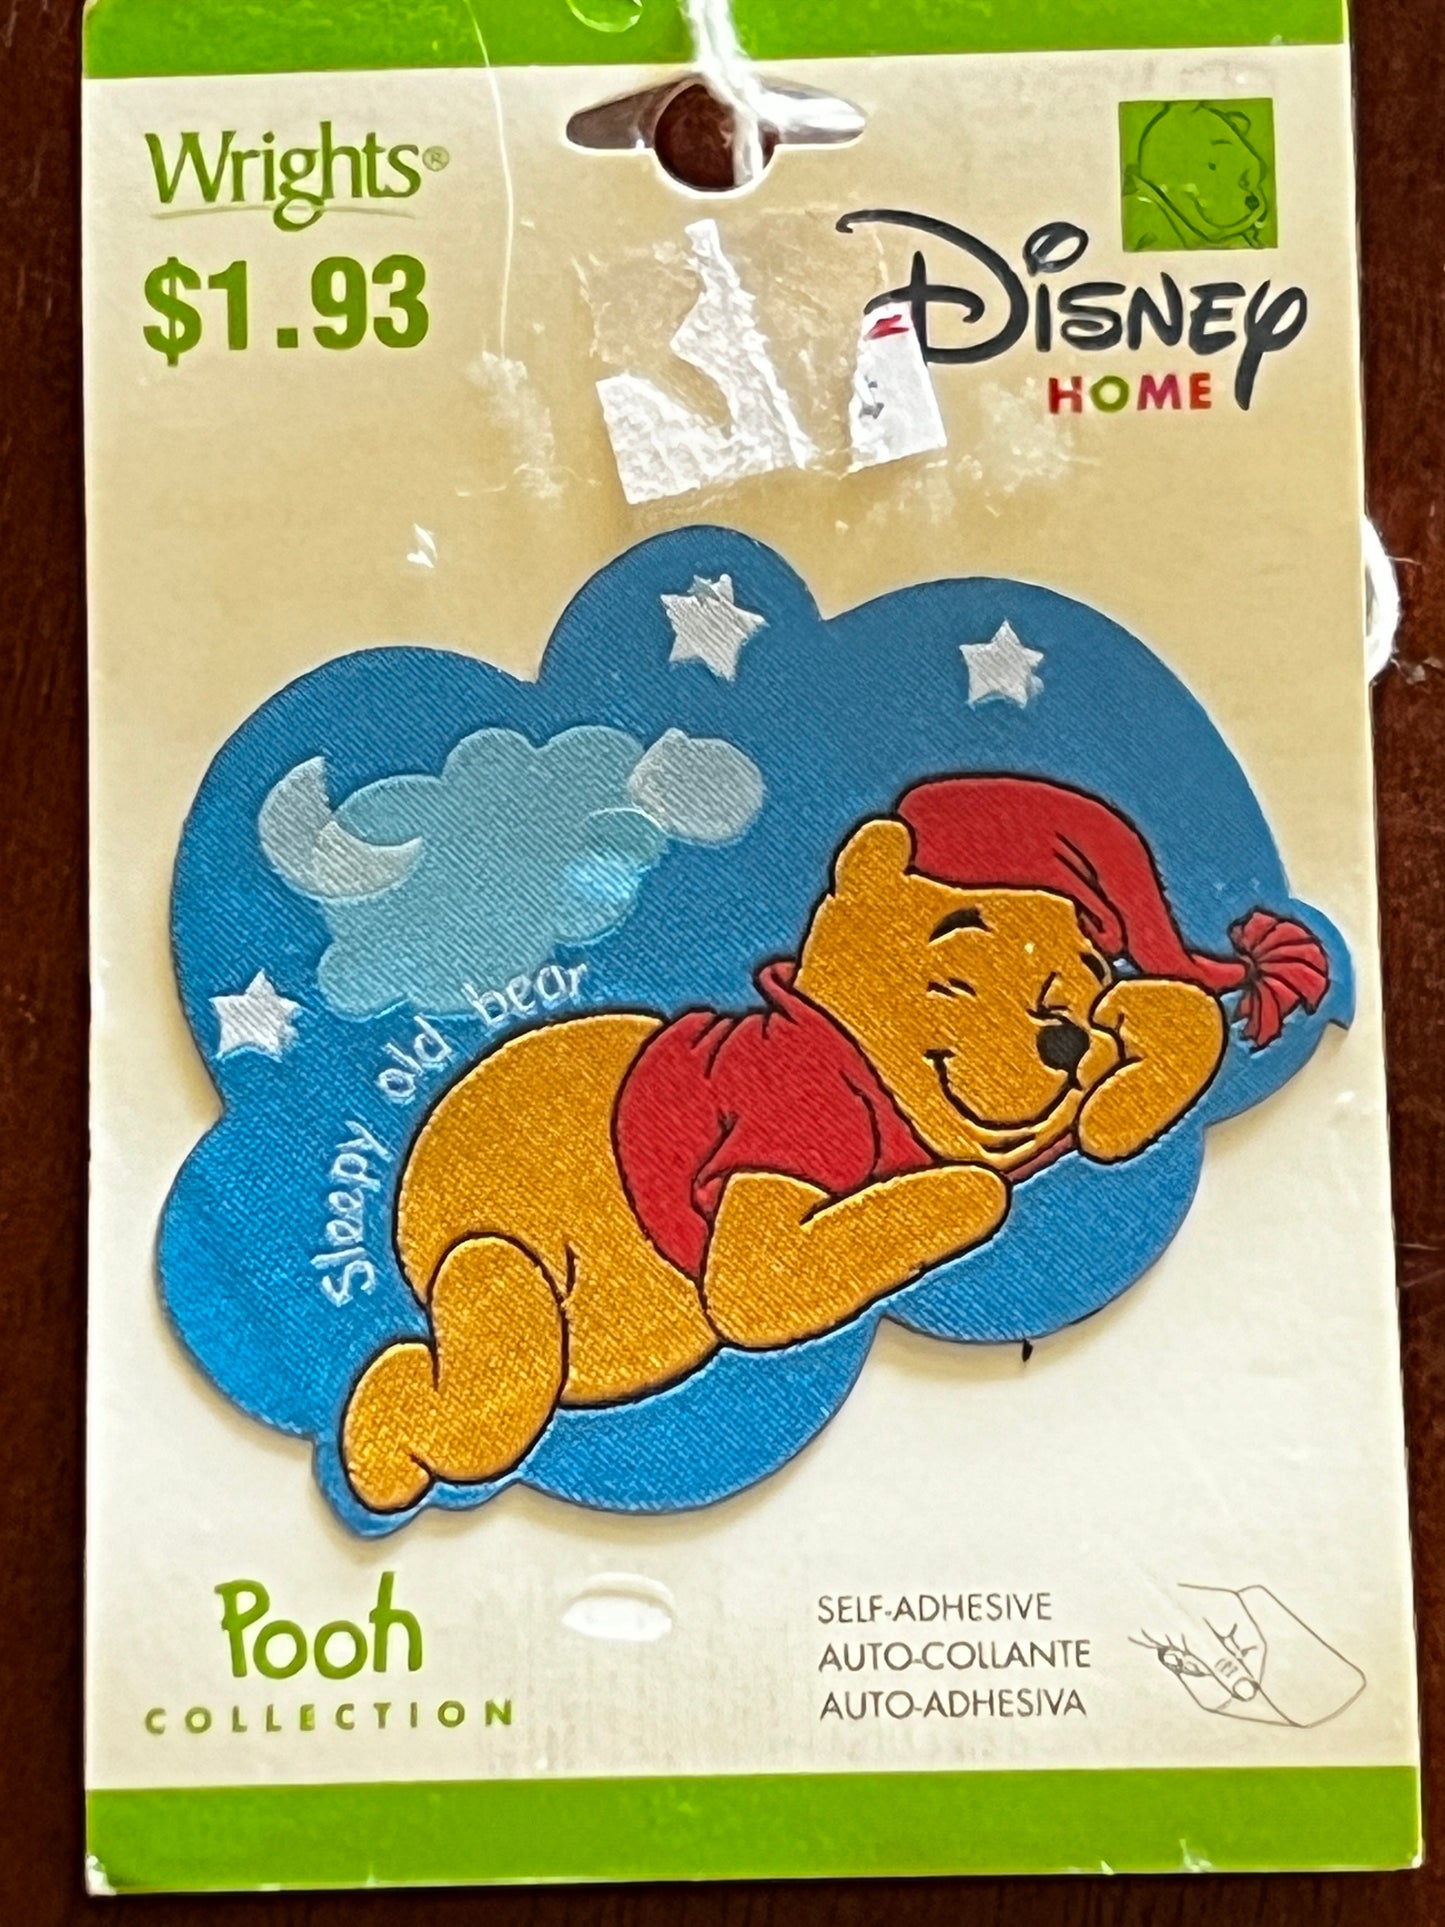 Wrights®
$1.93
Disney
HOME
sleepy old bear
Pooh
COLLECTION
SELF-ADHESIVE
AUTO-COLLANTE
AUTO-ADHESIVA